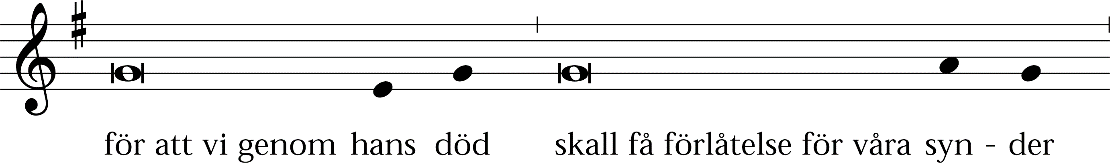 för att vi genom hans död skall få förlåtelse för våra syn - der